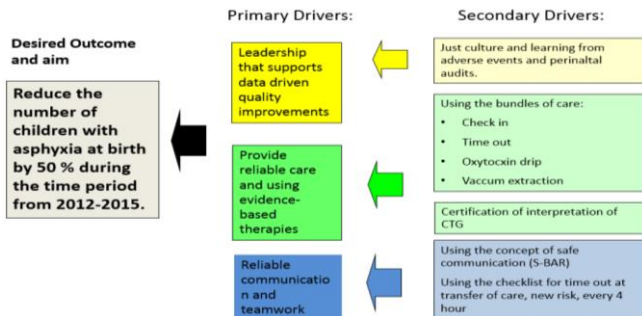 Primary Drivers:
Secondary Drivers:
Desired Outcome
and aim
Reduce the
number of
children with
asphyxia at birth
by 50 % during
the time period
from 2012-2015.
Leadership
that supports
data driven
quality
improvements
Provide
reliable care
and using
evidence-
based
therapies
Reliable
communicatio
n and
teamwork
Just culture and learning from
adverse events and perinaltal
audits.
Using the bundles of care:
• Check in
• Time out
• Oxytocxin drip
• Vaccum extraction
Certification of interpretation of
CTG
Using the concept of safe
communication (S-BAR)
Using the checklist for time out at
transfer of care, new risk, every 4
hour